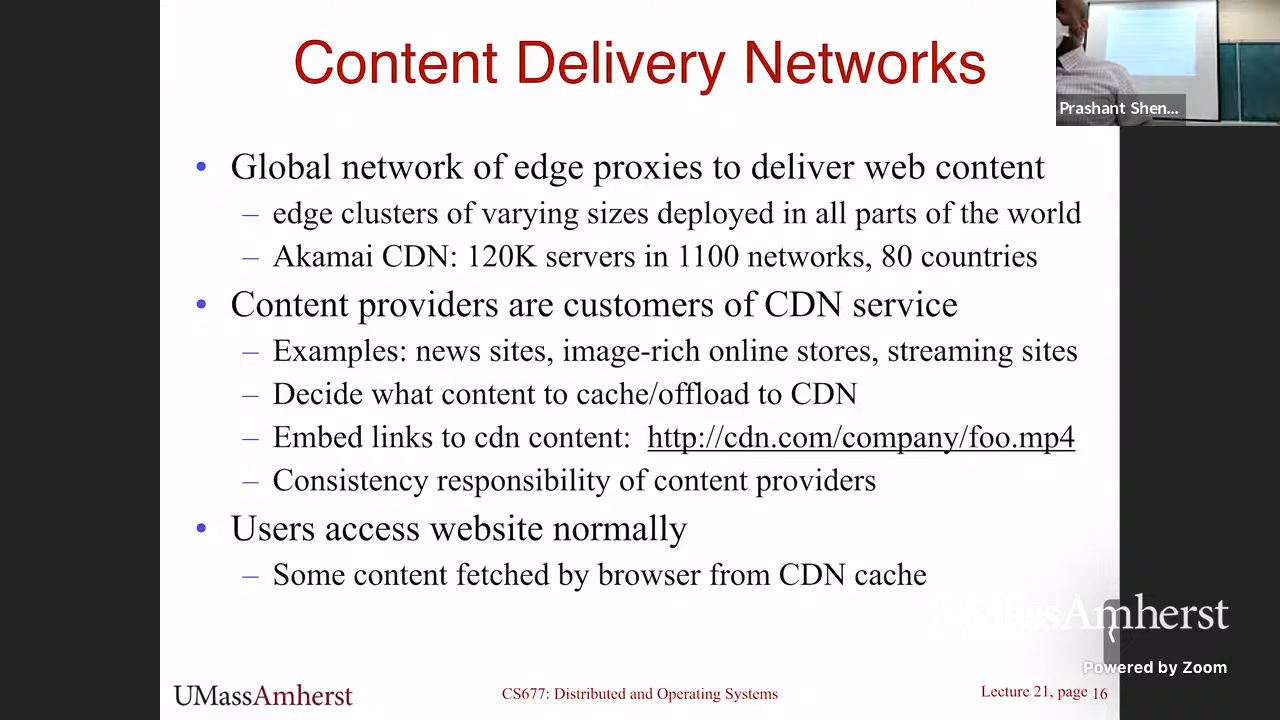 Content Delivery Networks
Prashant Shen...
• Global network of edge proxies to deliver web content
– edge clusters of varying sizes deployed in all parts of the world
– Akamai CDN: 120K servers in 1100 networks, 80 countries
• Content providers are customers of CDN service
– Examples: news sites, image-rich online stores, streaming sites
– Decide what content to cache/offload to CDN
– Embed links to cdn content: http://cdn.com/company/foo.mp4
– Consistency responsibility of content providers
• Users access website normally
– Some content fetched by browser from CDN cache
UMassAmherst
Powered by Zoom
UMassAmherst
CS677: Distributed and Operating Systems
Lecture 21, page 16